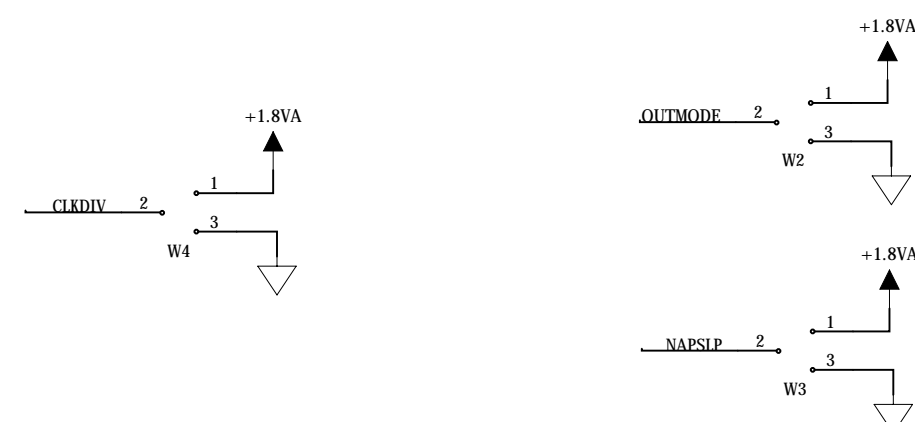 +1.8VA
1
CLKDIV 2
3
W4
+1.8VA
1
OUTMODE 2
3
W2
+1.8VA
1
NAPSLP 2
3
W3